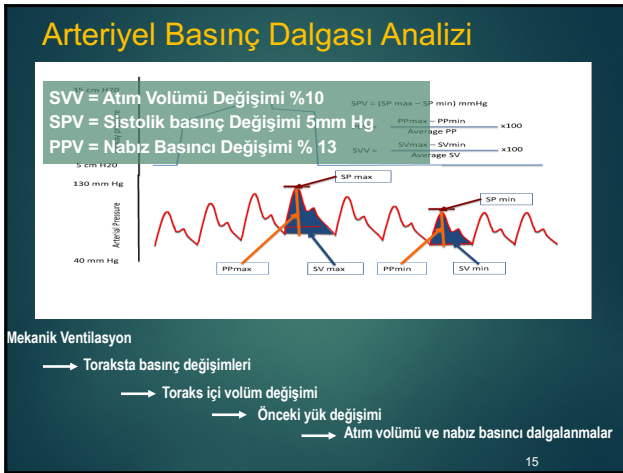 Arteriyel Basınç Dalgası Analizi
35 cm H20
SVV = Atım Volümü Değişimi %10
SPV = Sistolik basınç Değişimi 5mm Hg
PPV = Nabız Basıncı Değişimi % 13
SPV = (SP max – SP min) mmHg
PPmax – PPmin
Average PP
x100
SVV =
SVmax – SVmin
Average SV
x100
5 cm H20
130 mm Hg
SP max
SP min
Arterial Pressure
40 mm Hg
PPmax
SV max
PPmin
SV min
Mekanik Ventilasyon
Toraksta basınç değişimleri
Toraks içi volüm değişimi
Önceki yük değişimi
Atım volümü ve nabız basıncı dalgalanmalar
15